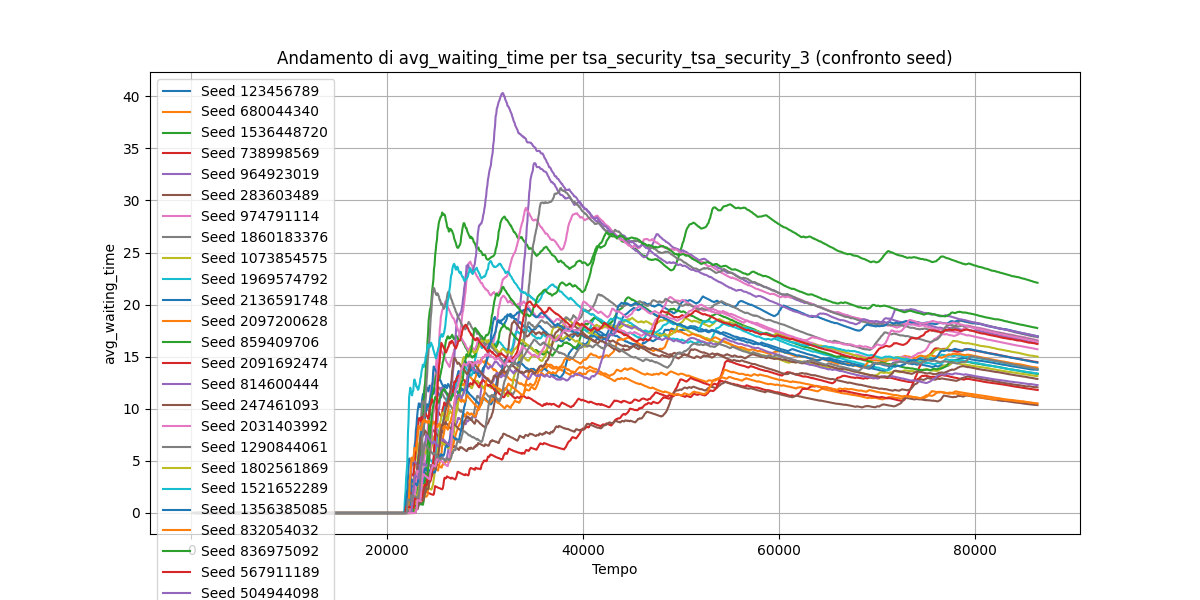 Andamento di avg_waiting_time per tsa_security_tsa_security_3 (confronto seed)
avg_waiting_time
40
35
30
25
20
15
10
5
0
Seed 123456789
Seed 680044340
Seed 1536448720
Seed 738998569
Seed 964923019
Seed 283603489
Seed 974791114
Seed 1860183376
Seed 1073854575
Seed 1969574792
Seed 2136591748
Seed 2097200628
Seed 859409706
Seed 2091692474
Seed 814600444
Seed 247461093
Seed 2031403992
Seed 1290844061
Seed 1802561869
Seed 1521652289
Seed 1356385085
Seed 832054032
Seed 836975092
Seed 567911189
Seed 504944098
0 20000 40000 60000 80000
Tempo